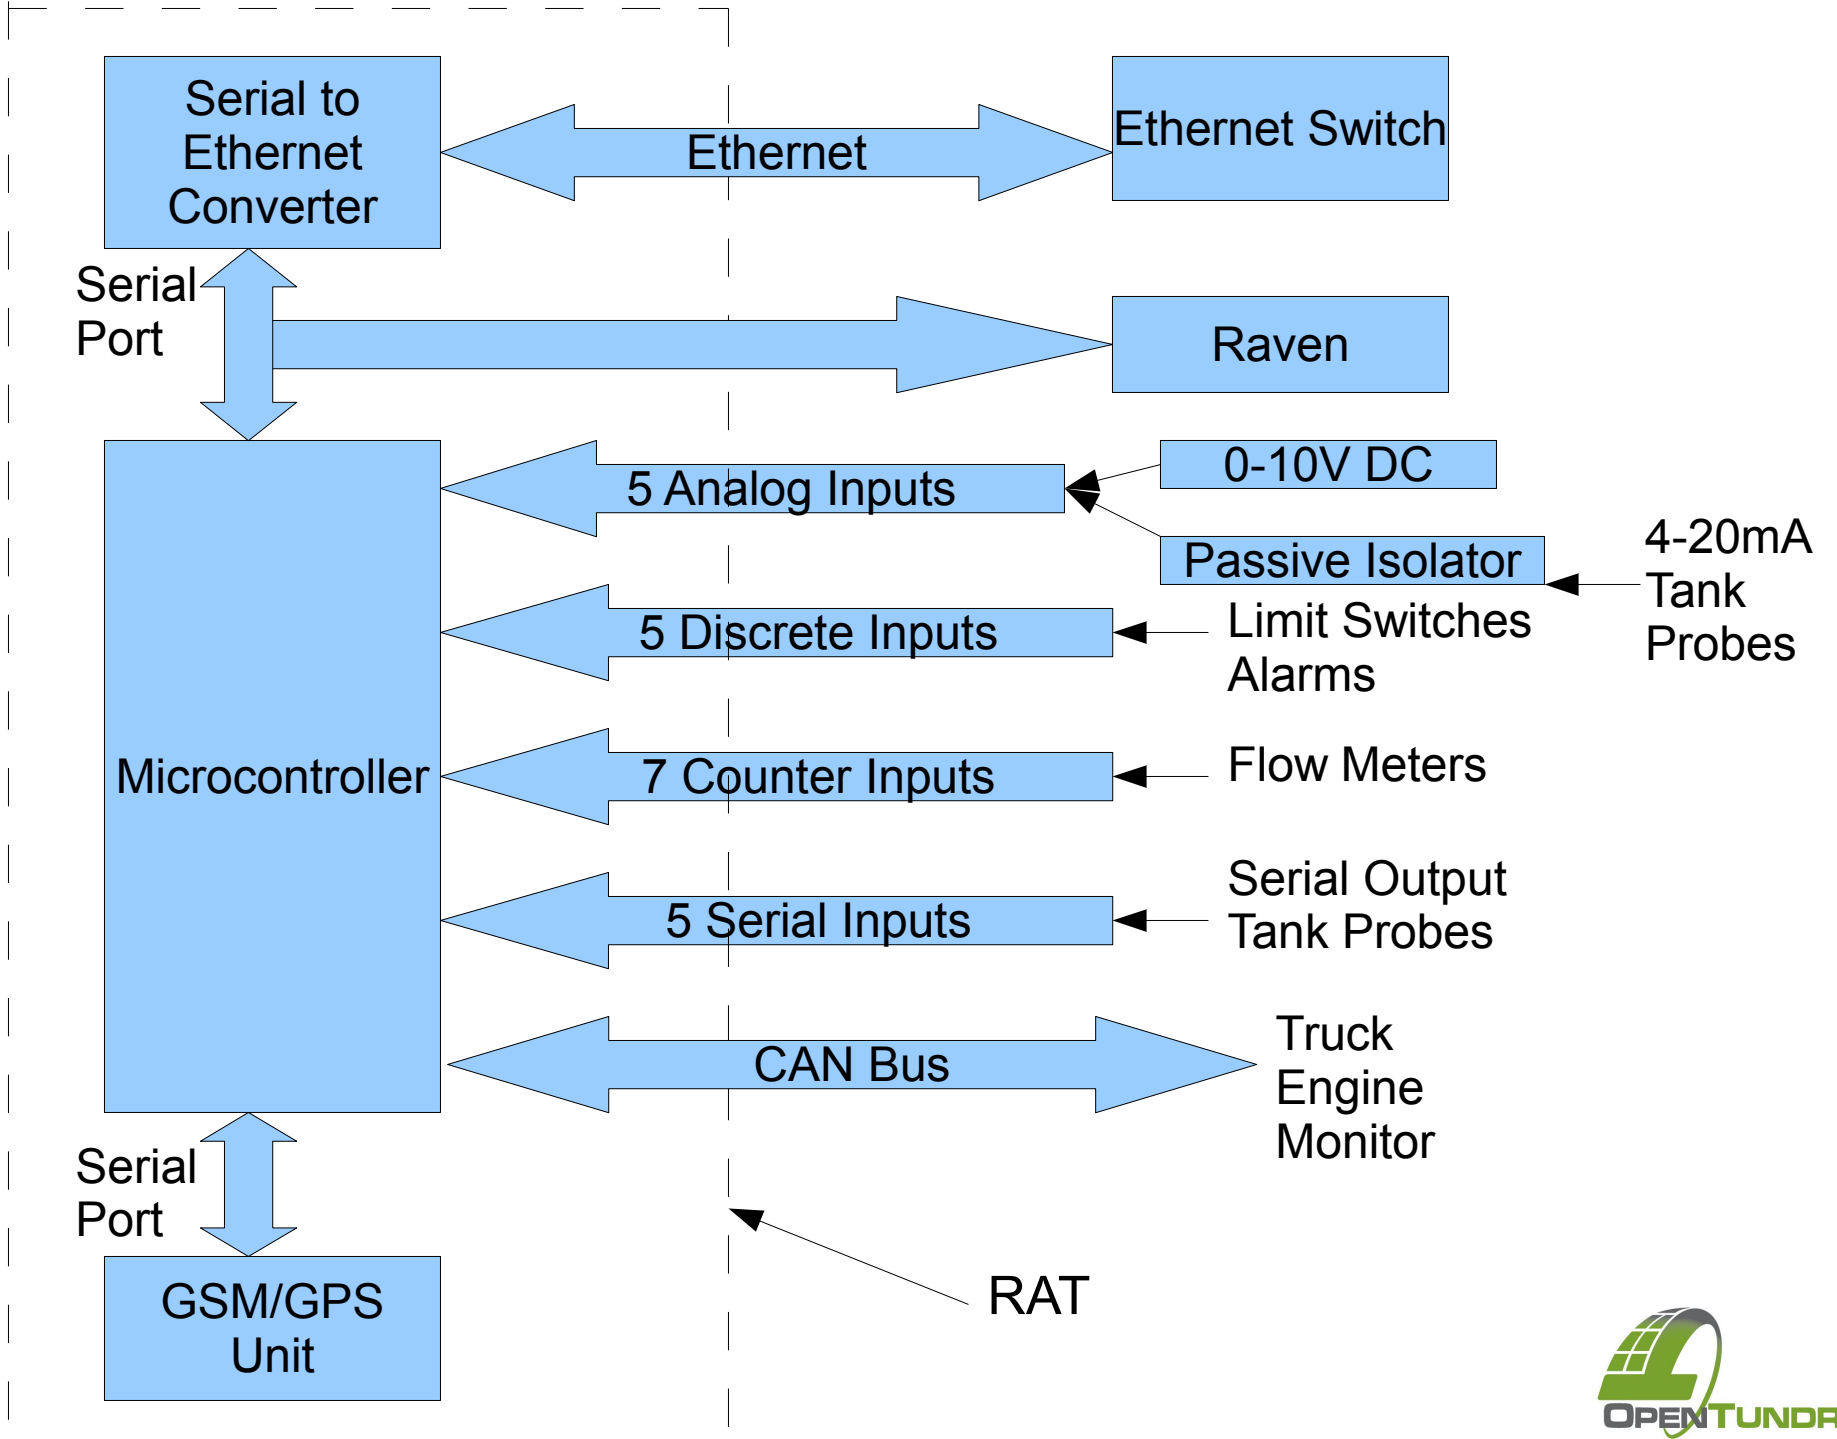 Serial to
Ethernet
Converter
Ethernet
Ethernet Switch
Serial
Port
Raven
0-10V DC
5 Analog Inputs
Passive Isolator
4-20mA
Tank
Probes
5 Discrete Inputs
Limit Switches
Alarms
Microcontroller
7 Counter Inputs
Flow Meters
5 Serial Inputs
Serial Output
Tank Probes
CAN Bus
Truck
Engine
Monitor
Serial
Port
GSM/GPS
Unit
RAT
OPENTUNDR